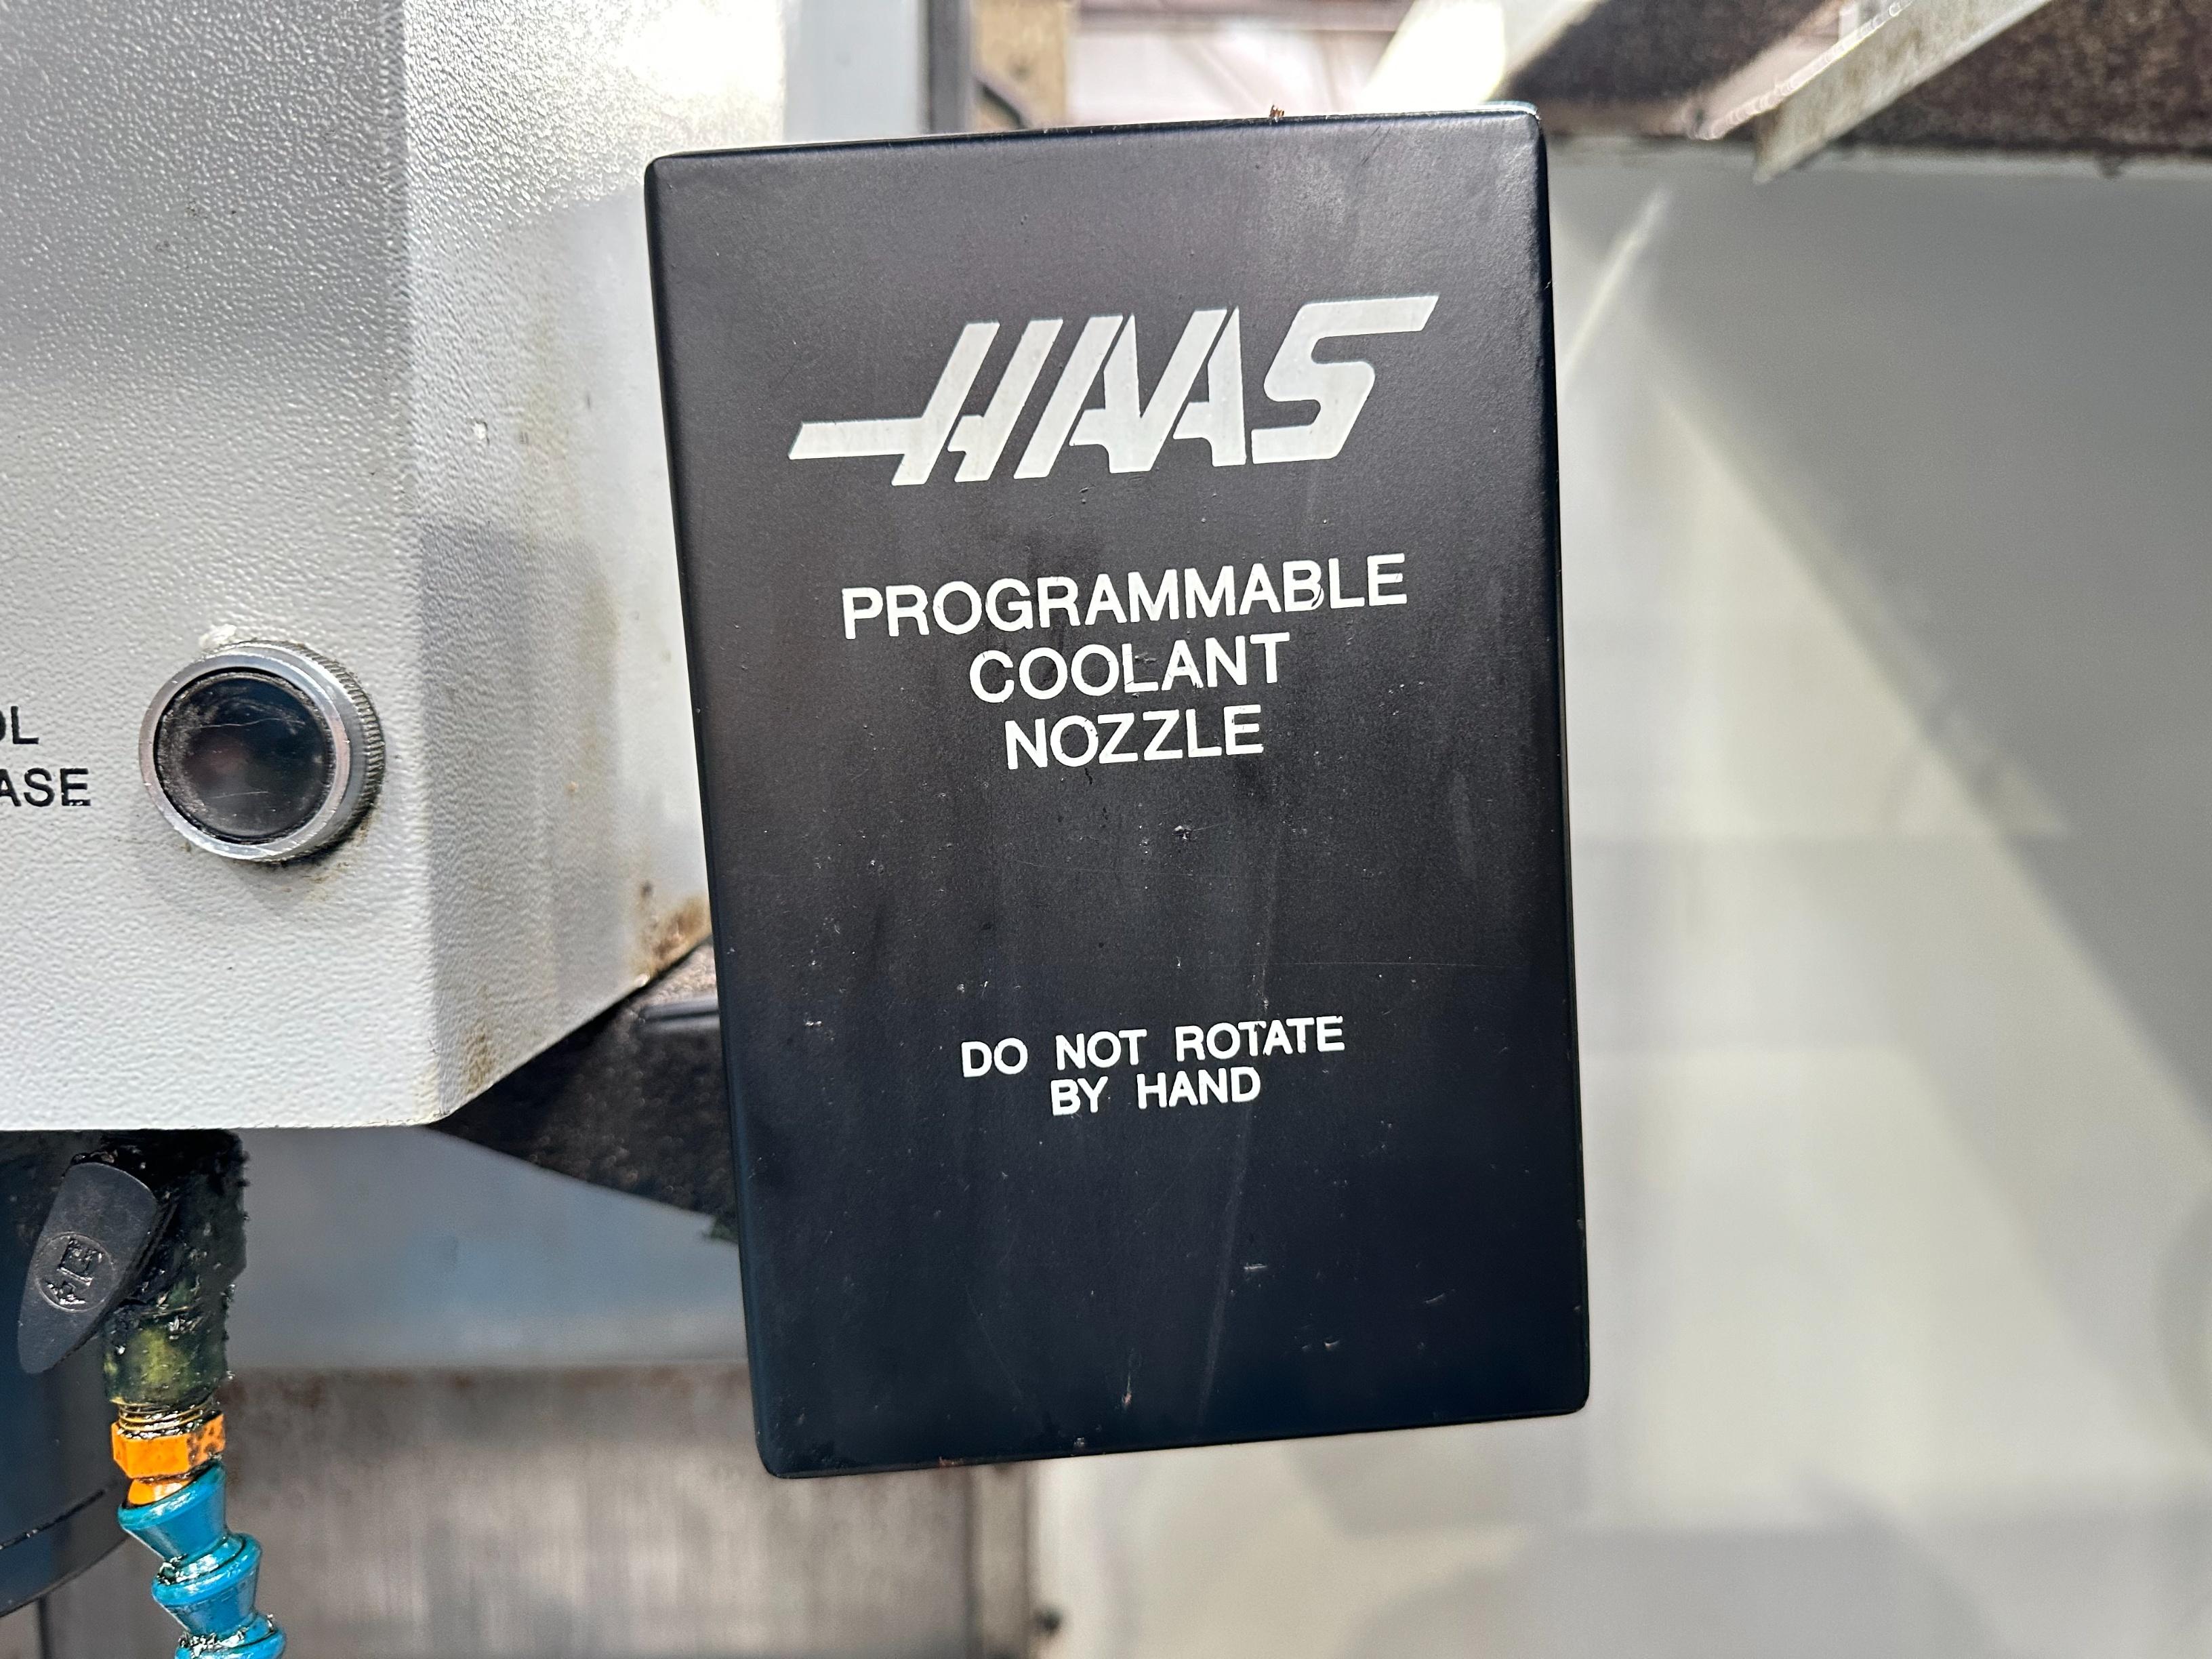 HAAS
PROGRAMMABLE
COOLANT
NOZZLE
DO NOT ROTATE
BY HAND
OL
ASE